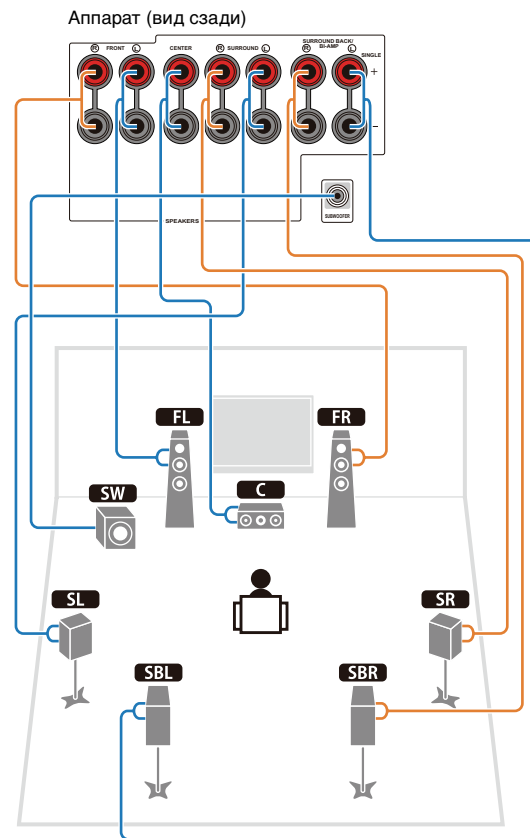 Аппарат (вид сзади)
SURROUND BACK/
BI-AMP
R FRONT L CENTER R SURROUND L R L
SINGLE
+
−
SUBWOOFER
SPEAKERS
FL FR
SW C
SL SR
SBL SBR